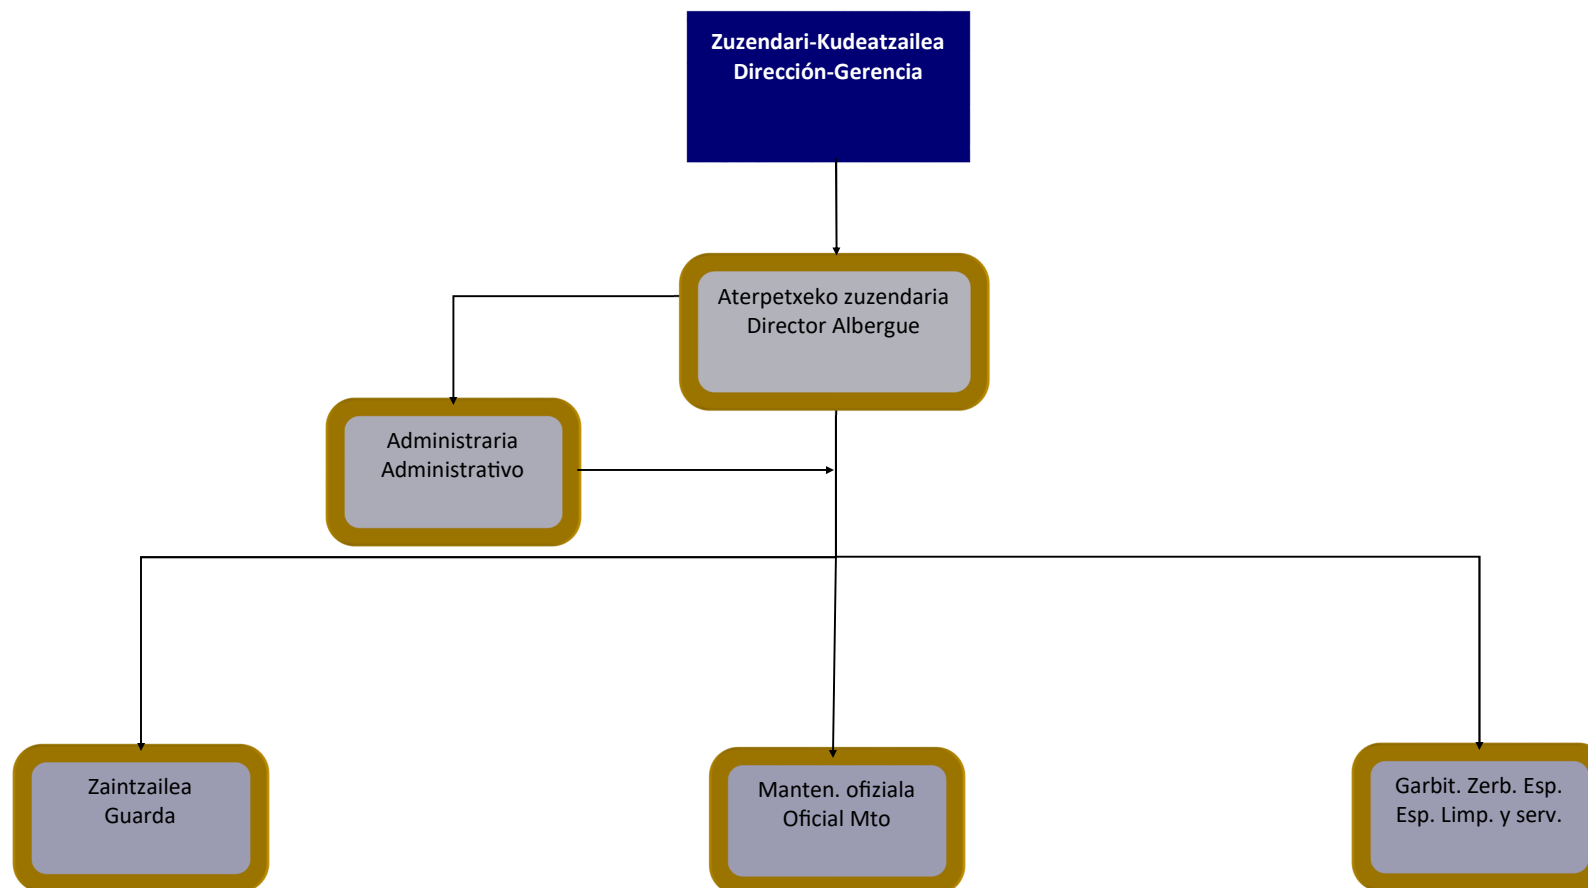 Zuzendari-Kudeatzailea
Dirección-Gerencia
Aterpetxeko zuzendaria
Director Albergue
Administraria
Administrativo
Zaintzailea
Guarda
Manten. ofiziala
Oficial Mto
Garbit. Zerb. Esp.
Esp. Limp. y serv.